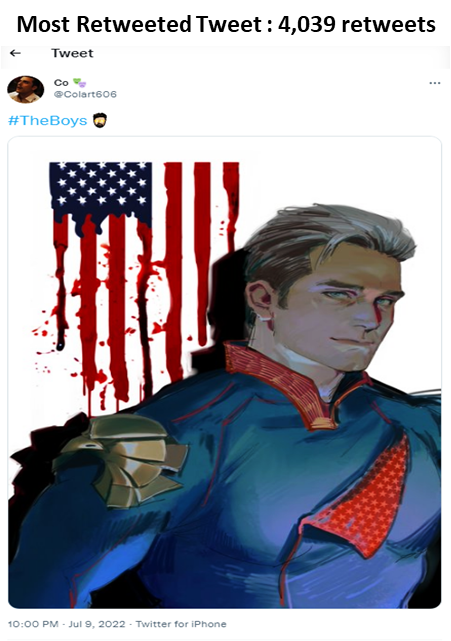 Most Retweeted Tweet : 4,039 retweets
← Tweet
Co
@Colart606
...
#TheBoys
10:00 PM · Jul 9, 2022 · Twitter for iPhone